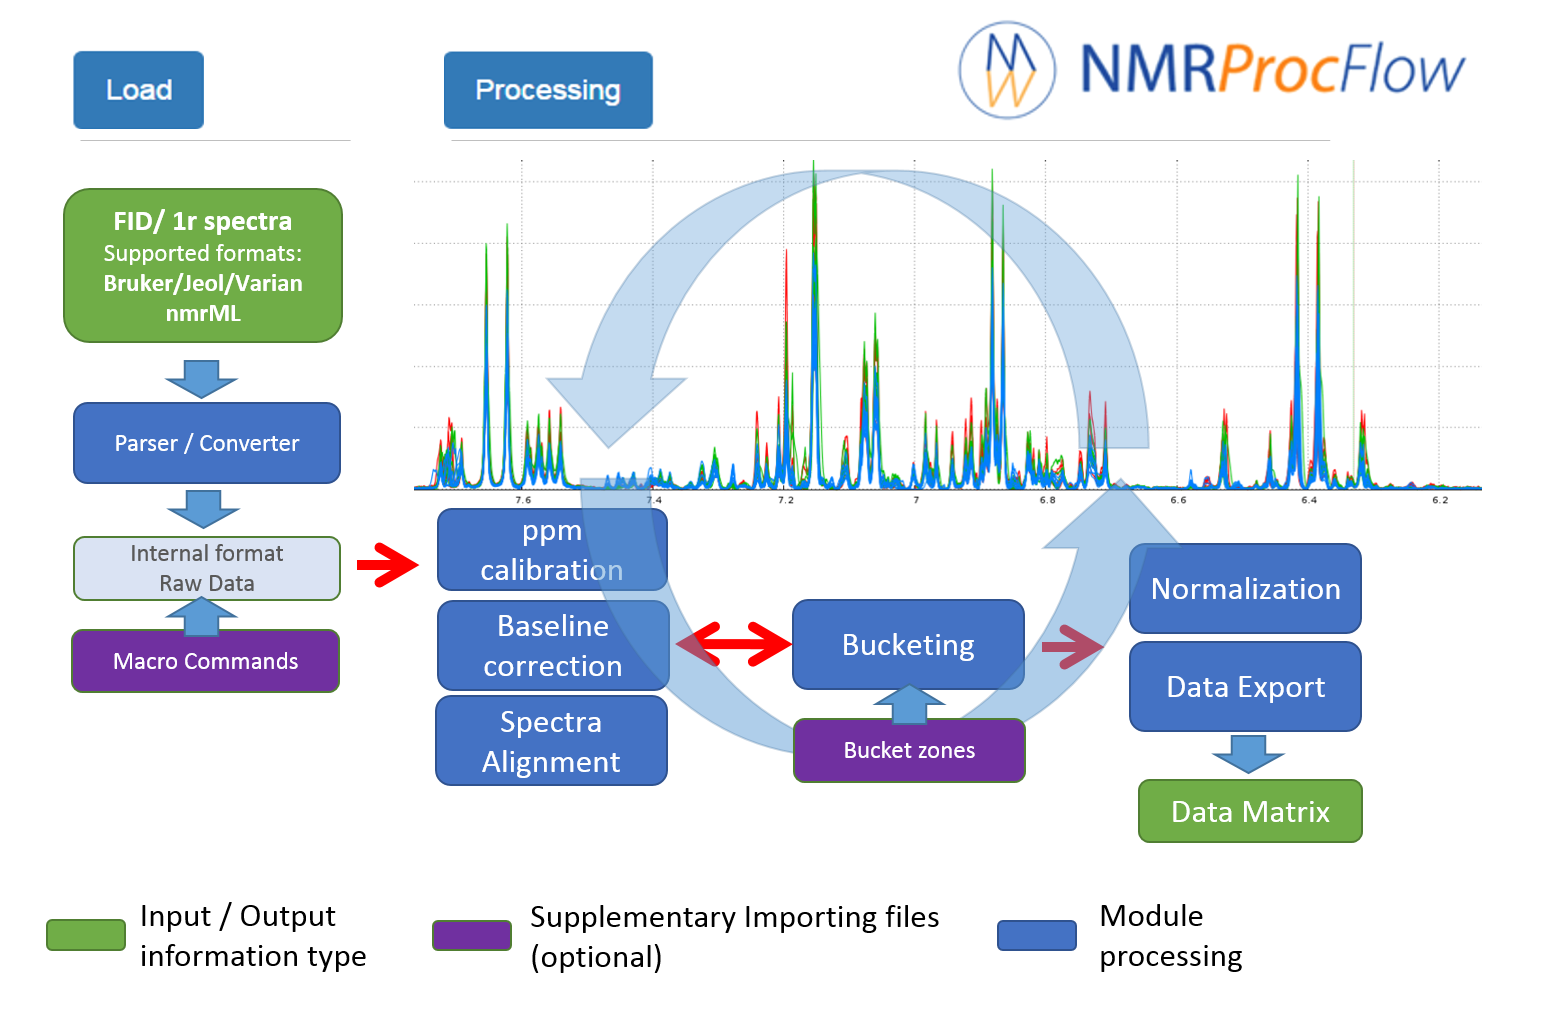 Load
Processing
NMRProcFlow
FID/ 1r spectra
Supported formats:
Bruker/Jeol/Varian
nmrML
Parser / Converter
Internal format
Raw Data
Macro Commands
7.6
7.4
7.2
7
6.8
6.6
6.4
6.2
ppm
calibration
Baseline
correction
Spectra
Alignment
Bucketing
Bucket zones
Normalization
Data Export
Data Matrix
Input / Output
information type
Supplementary Importing files
(optional)
Module
processing